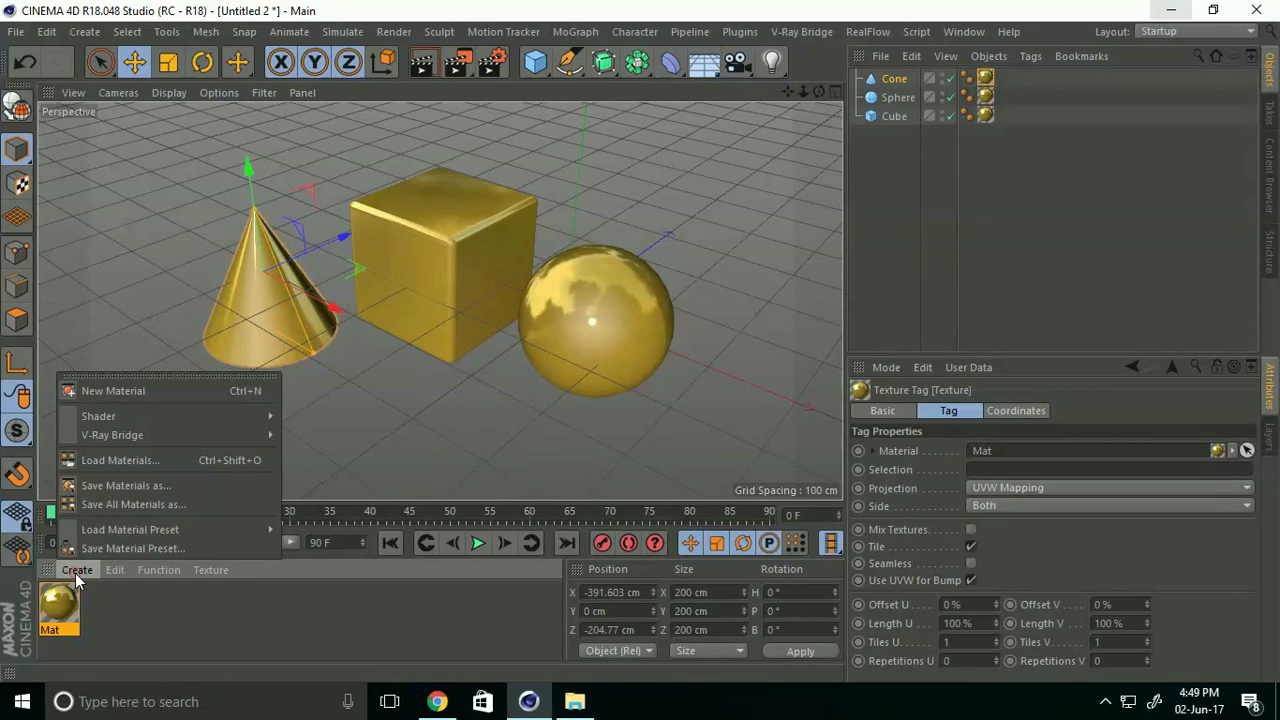 CINEMA 4D R18.048 Studio (RC - R18) - [Untitled 2 *] - Main
File Edit Create Select Tools Mesh Snap Animate Simulate Render Sculpt Motion Tracker MoGraph Character Pipeline Plugins V-Ray Bridge RealFlow Script Window Help Layout: Startup
X Y Z
File Edit View Objects Tags Bookmarks
View Cameras Display Options Filter Panel
Perspective
Cone
Sphere
Cube
Objects
Takes
Content Browser
Structure
New Material Ctrl+N
Shader
V-Ray Bridge
Load Materials... Ctrl+Shift+O
Save Materials as...
Save All Materials as...
Load Material Preset
Save Material Preset...
Grid Spacing : 100 cm
Mode Edit User Data
Texture Tag [Texture]
Basic Tag Coordinates
Tag Properties
Material Mat
Selection
Projection UVW Mapping
Side Both
Mix Textures
Tile
Seamless
Use UVW for Bump
Offset U 0 % Offset V 0 %
Length U 100 % Length V 100 %
Tiles U 1 Tiles V 1
Repetitions U 0 Repetitions V 0
Attributes
Layers
30 35 40 45 50 55 60 65 70 75 80 85 90 0 F
90 F
Create Edit Function Texture
Mat
Position Size Rotation
X -391.603 cm X 200 cm H 0 °
Y 0 cm Y 200 cm P 0 °
Z -204.77 cm Z 200 cm B 0 °
Object (Rel) Size Apply
MAXON
CINEMA 4D
Type here to search
4:49 PM
02-Jun-17
8